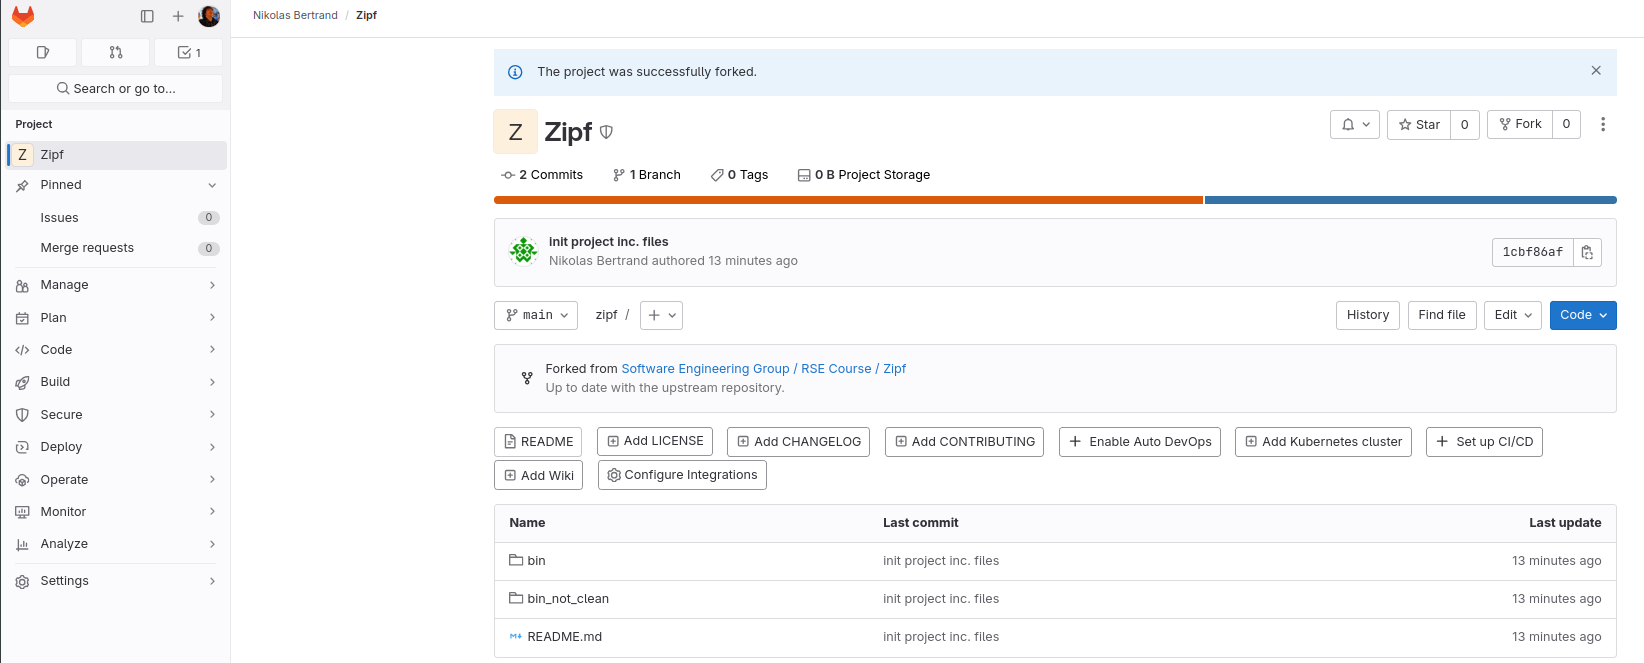 Nikolas Bertrand / Zipf
1
Search or go to...
Project
Z Zipf
Pinned
Issues 0
Merge requests 0
Manage
Plan
Code
Build
Secure
Deploy
Operate
Monitor
Analyze
Settings
The project was successfully forked.
Z Zipf
Star 0 Fork 0
2 Commits 1 Branch 0 Tags 0 B Project Storage
init project inc. files
Nikolas Bertrand authored 13 minutes ago
1cbf86af
main zipf / +
History Find file Edit Code
Forked from Software Engineering Group / RSE Course / Zipf
Up to date with the upstream repository.
README Add LICENSE Add CHANGELOG Add CONTRIBUTING Enable Auto DevOps Add Kubernetes cluster Set up CI/CD
Add Wiki Configure Integrations
Name Last commit Last update
bin init project inc. files 13 minutes ago
bin_not_clean init project inc. files 13 minutes ago
README.md init project inc. files 13 minutes ago